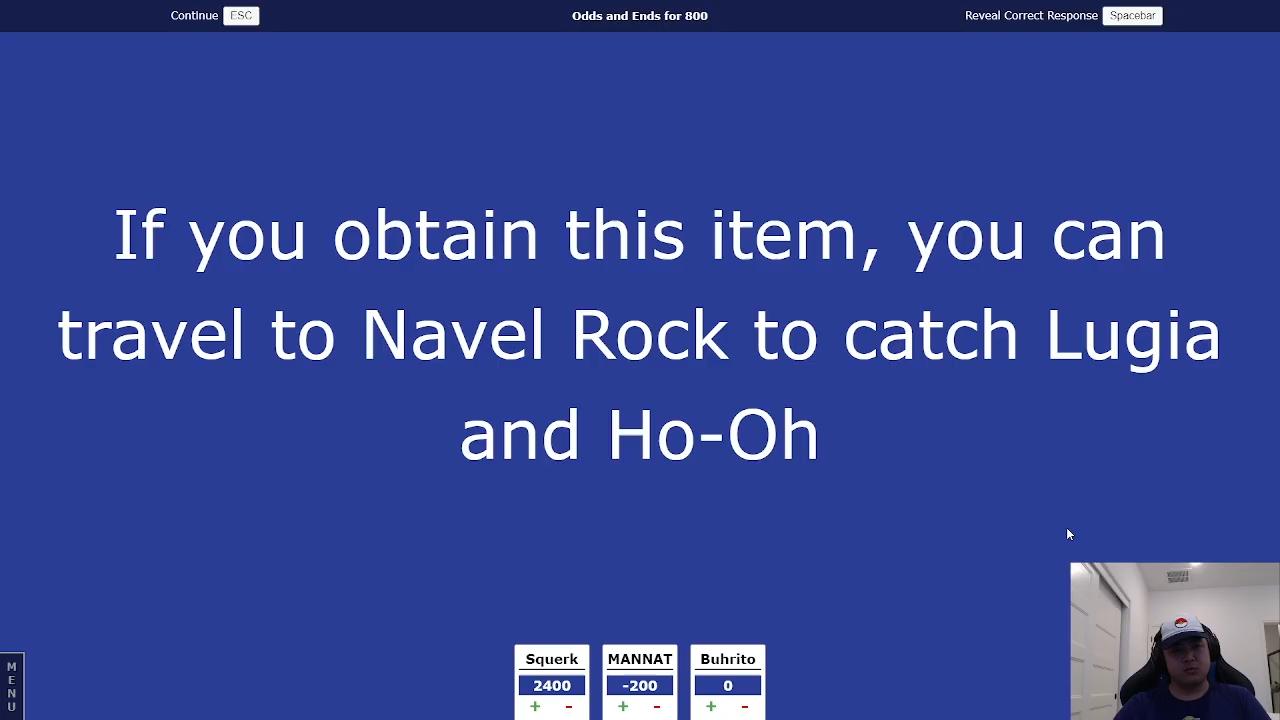 Continue ESC Odds and Ends for 800 Reveal Correct Response Spacebar
If you obtain this item, you can
travel to Navel Rock to catch Lugia
and Ho-Oh
MENU
Squerk MANNAT Buhrito
2400 -200 0
+ - + - + -